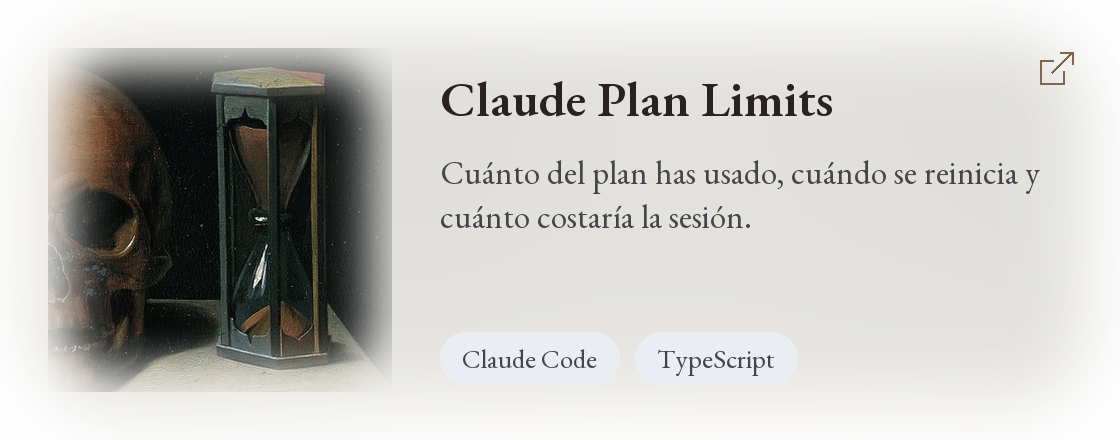 Claude Plan Limits
Cuánto del plan has usado, cuándo se reinicia y
cuánto costaría la sesión.
Claude Code
TypeScript